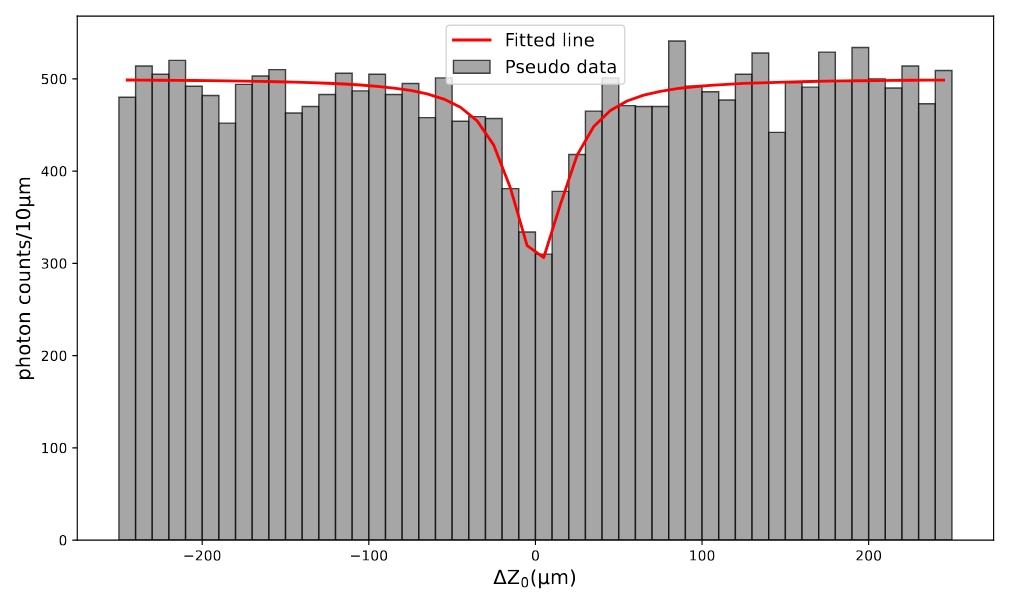 Fitted line
Pseudo data
photon counts/10μm
500
400
300
200
100
0
−200
−100
0
100
200
ΔZ₀(μm)